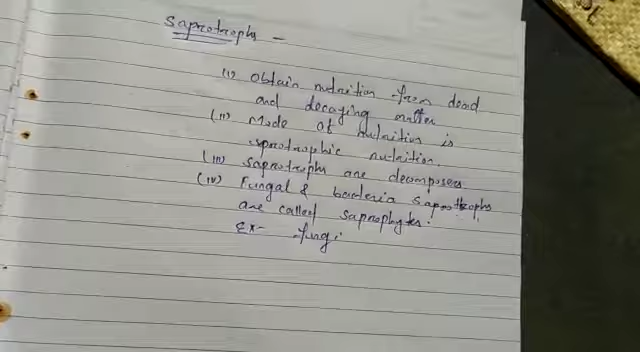 Saprotrophs -
(i) Obtain nutrition from dead
and decaying matter
(ii) Mode of nutrition is
sprotrophic nutrition.
(iii) Saprotrophs are decomposers
(iv) Fungal & bacteria saprotrophs
are called saprophytes.
Ex- fungi